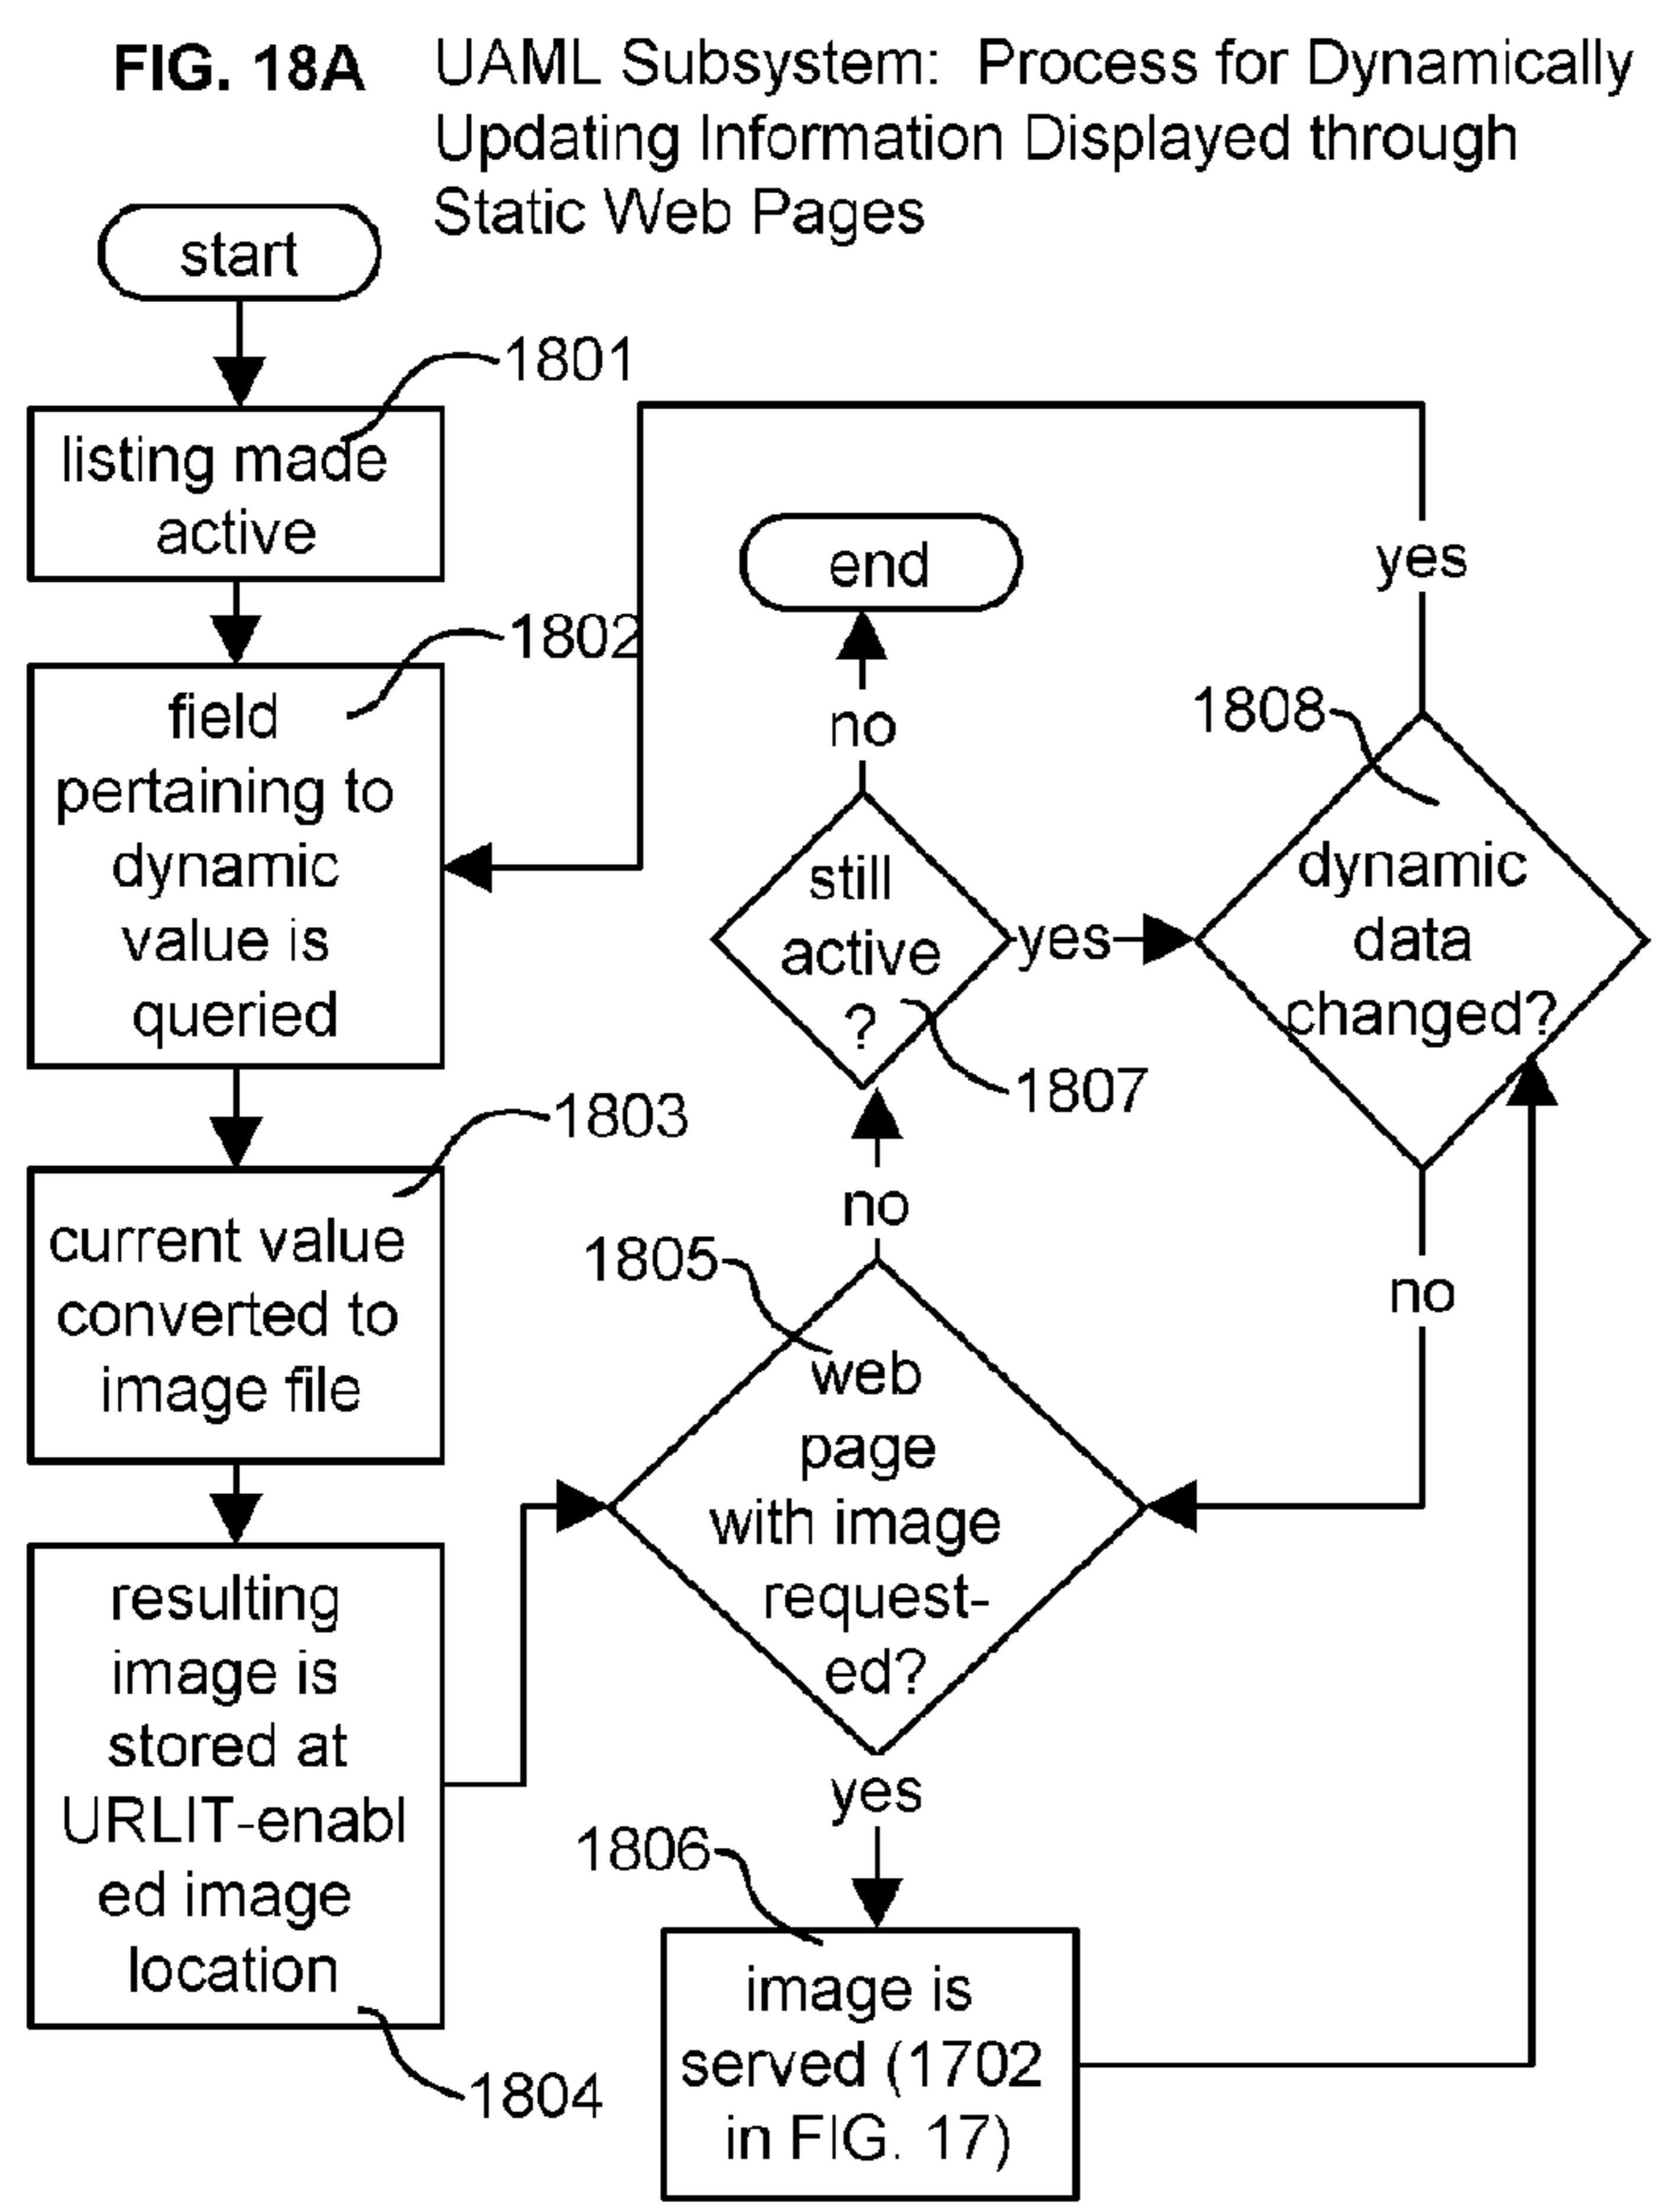 FIG. 18A UAML Subsystem: Process for Dynamically
Updating Information Displayed through
Static Web Pages
start
1801
listing made
active
1802
field
pertaining to
dynamic
value is
queried
1803
current value
converted to
image file
resulting
image is
stored at
URLIT-enabl
ed image
location
1804
end
no
still
active
?
1807
yes
yes
1808
dynamic
data
changed?
no
no
1805
web
page
with image
request-
ed?
yes
1806
image is
served (1702
in FIG. 17)